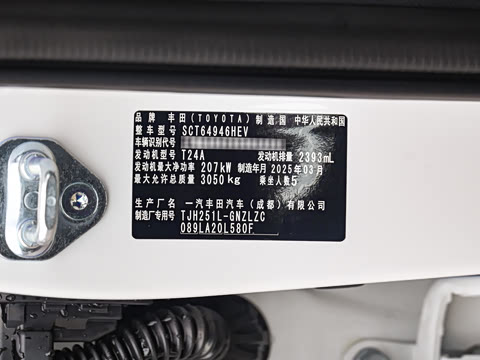 品牌 丰田(TOYOTA) 制造国 中华人民共和国
整车型号 SCT64946HEV
车辆识别代号
发动机型号 T24A 发动机排量 2393mL
发动机最大净功率 207kW 制造年月 2025年03月
最大允许总质量 3050kg 乘坐人数5
生产厂名 一汽丰田汽车(成都)有限公司
制造厂专用号 TJH251L-GNZLZC
089LA20L580F